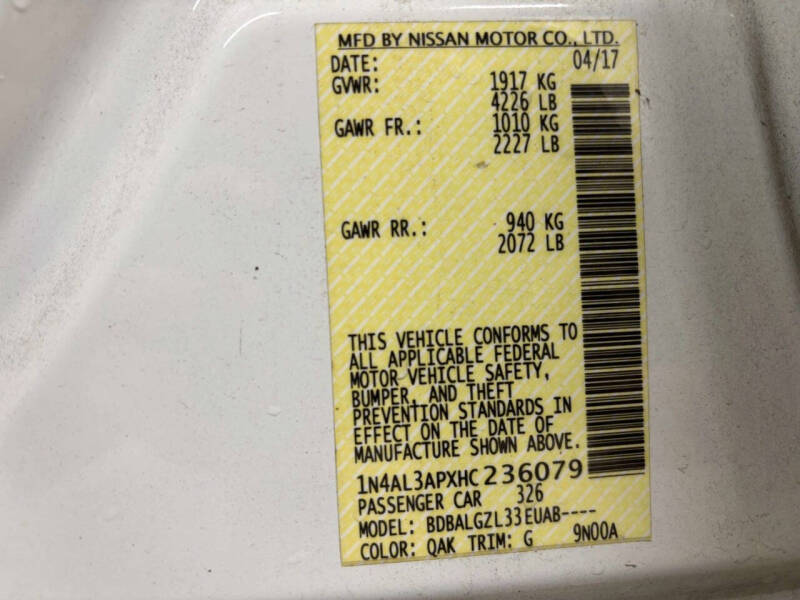 MFD BY NISSAN MOTOR CO., LTD.
DATE: 04/17
GVWR: 1917 KG
4226 LB
GAWR FR.: 1010 KG
2227 LB
GAWR RR.: 940 KG
2072 LB
THIS VEHICLE CONFORMS TO
ALL APPLICABLE FEDERAL
MOTOR VEHICLE SAFETY,
BUMPER, AND THEFT
PREVENTION STANDARDS IN
EFFECT ON THE DATE OF
MANUFACTURE SHOWN ABOVE.
1N4AL3APXHC236079
PASSENGER CAR 326
MODEL: BDBALGZL33EUAB----
COLOR: QAK TRIM: G 9N00A